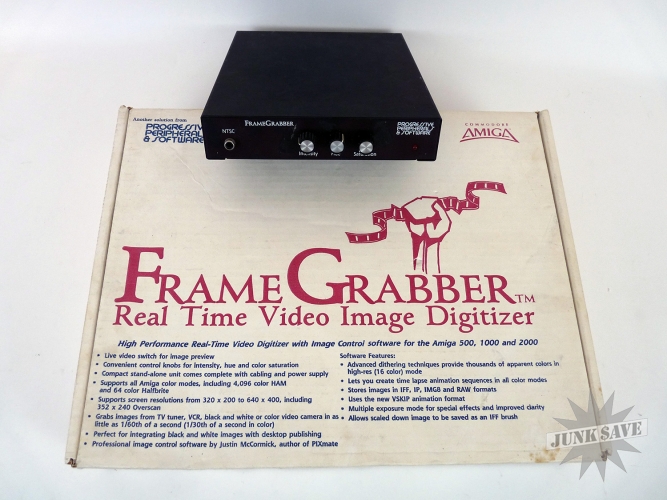 NTSC
FRAMEGRABBER
Intensity
Hue
Saturation
PROGRESSIVE
PERIPHERALS
& SOFTWARE
Another solution from
PROGRESSIVE
PERIPHERALS
& SOFTWARE
COMMODORE
AMIGA
FRAMEGRABBER™
Real Time Video Image Digitizer
High Performance Real-Time Video Digitizer with Image Control software for the Amiga 500, 1000 and 2000
• Live video switch for image preview
• Convenient control knobs for intensity, hue and color saturation
• Compact stand-alone unit comes complete with cabling and power supply
• Supports all Amiga color modes, including 4,096 color HAM
and 64 color Halfbrite
• Supports screen resolutions from 320 x 200 to 640 x 400, including
352 x 240 Overscan
• Grabs images from TV tuner, VCR, black and white or color video camera in as
little as 1/60th of a second (1/30th of a second in color)
• Perfect for integrating black and white images with desktop publishing
• Professional image control software by Justin McCormick, author of PIXmate
Software Features:
• Advanced dithering techniques provide thousands of apparent colors in
high-res (16 color) mode
• Lets you create time lapse animation sequences in all color modes
• Stores images in IFF, IP, IMG8 and RAW formats
• Uses the new VSKIP animation format
• Multiple exposure mode for special effects and improved clarity
• Allows scaled down image to be saved as an IFF brush
JUNK SAVE